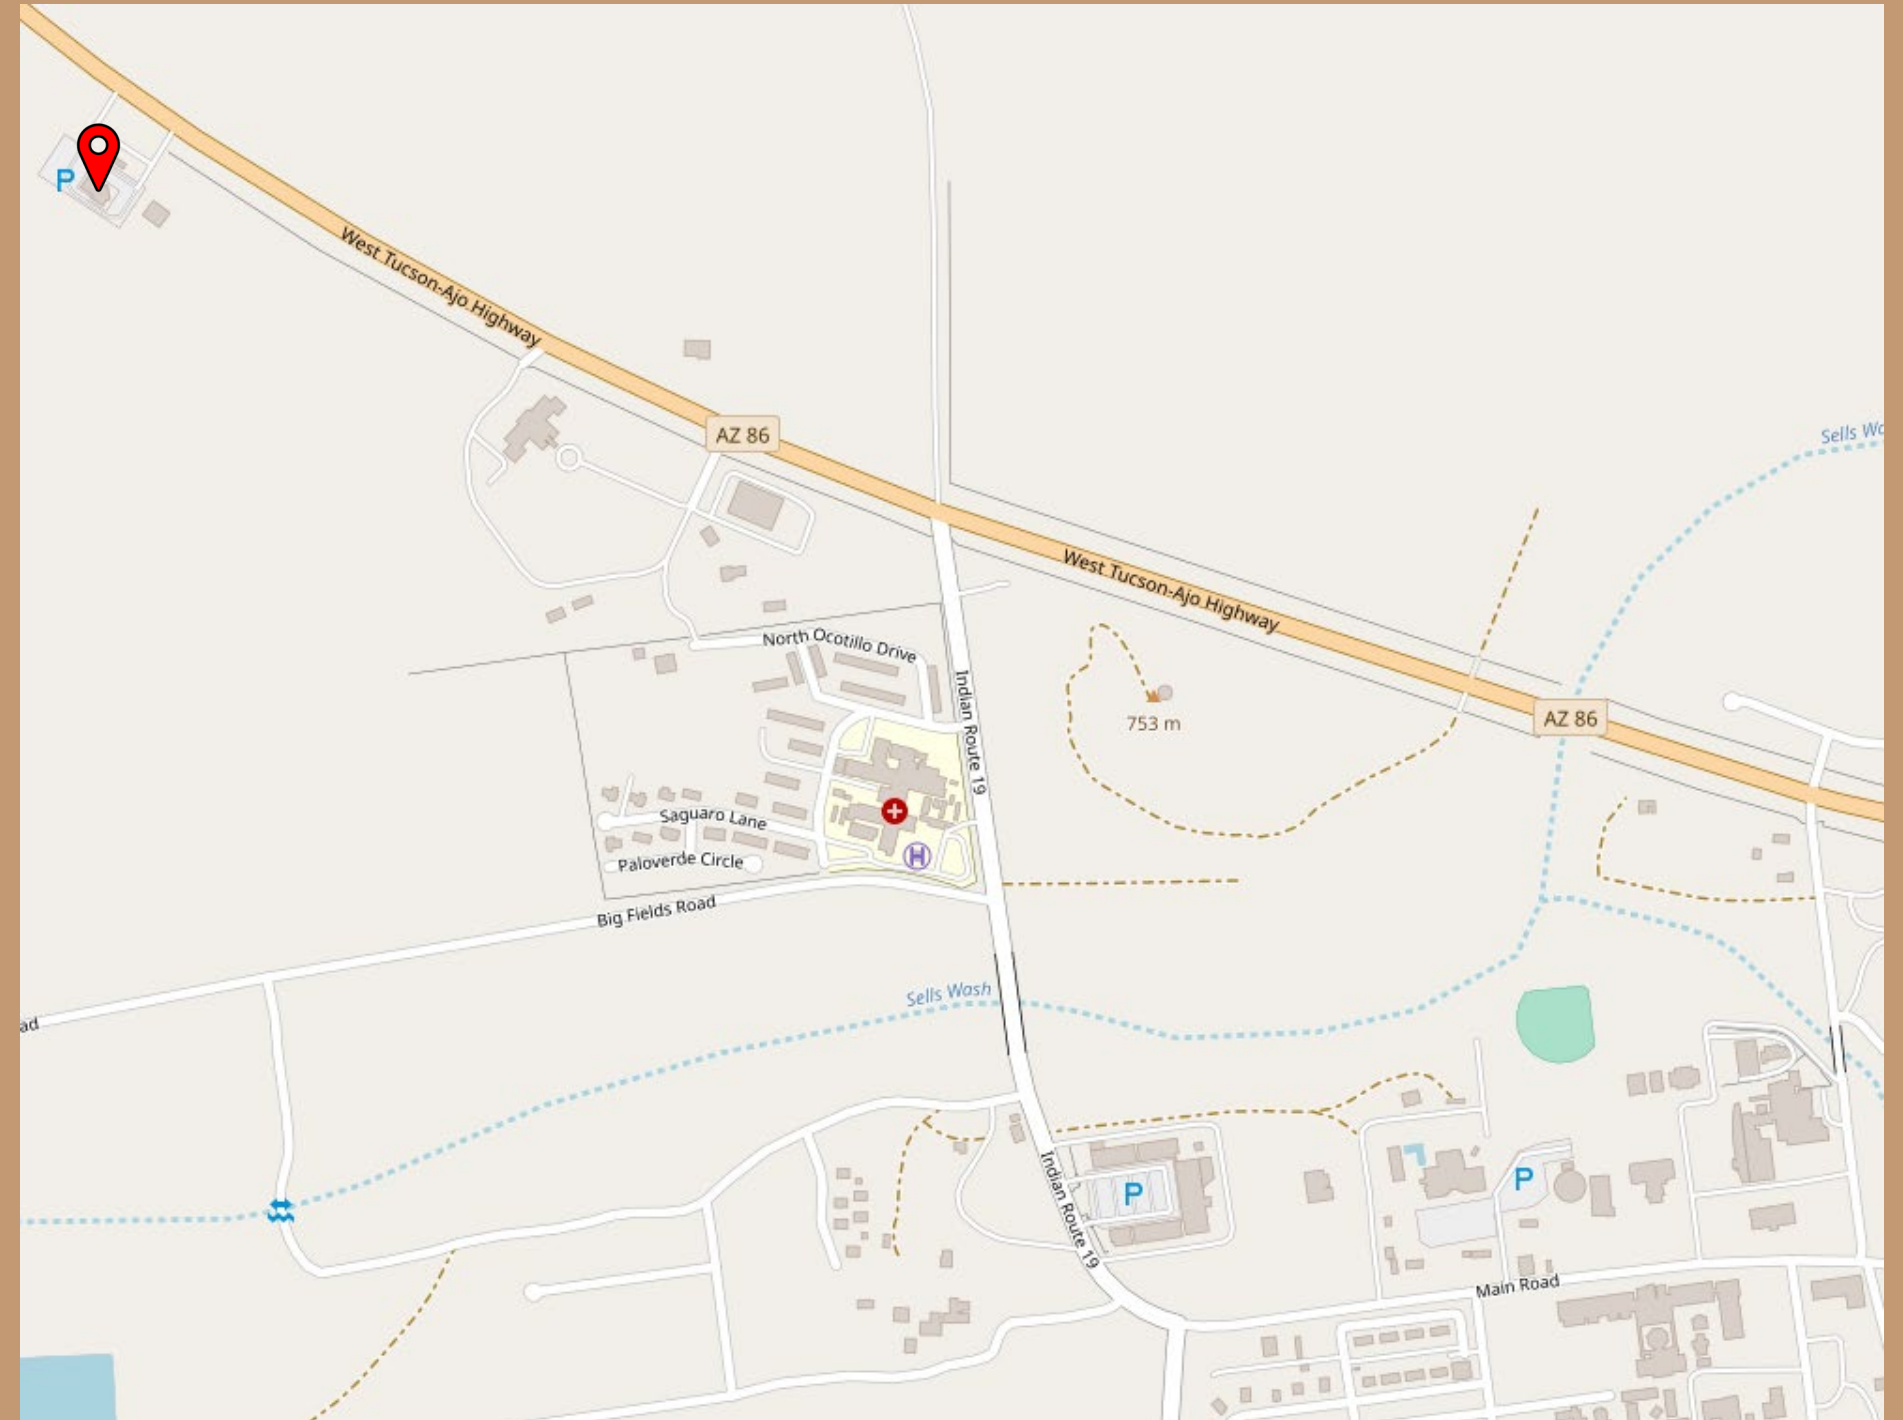 P
West Tucson-Ajo Highway
AZ 86
Sells Wa
West Tucson-Ajo Highway
North Ocotillo Drive
Indian Route 19
753 m
AZ 86
Saguaro Lane
Paloverde Circle
H
Big Fields Road
Sells Wash
ad
Indian Route 19
P
P
Main Road